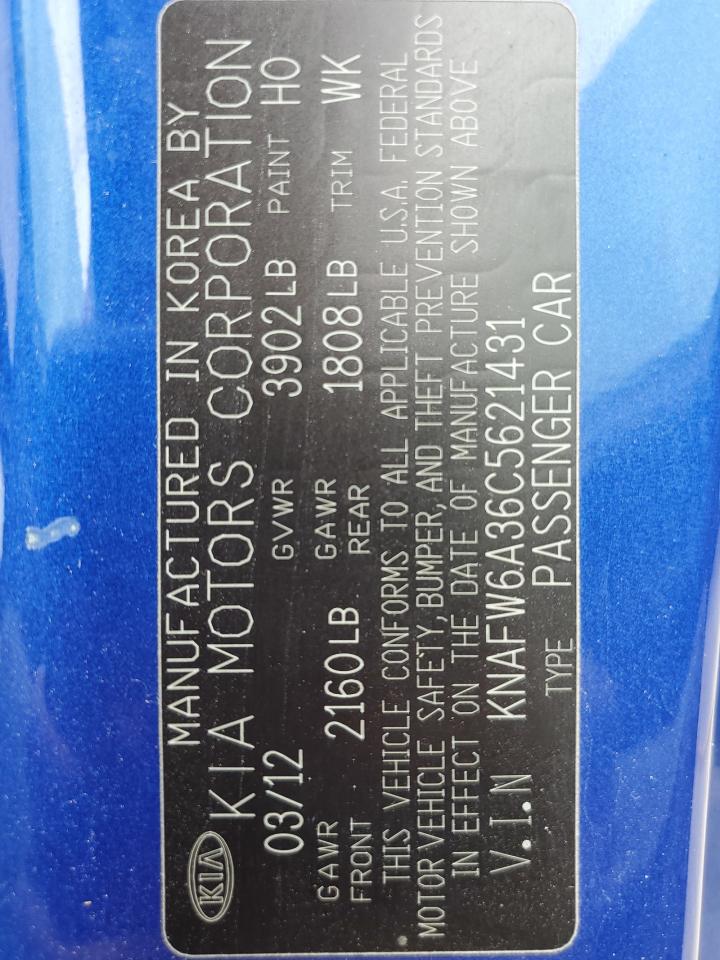 KIA
MANUFACTURED IN KOREA BY
KIA MOTORS CORPORATION
03/12 GVWR 3902LB PAINT HO
GAWR FRONT 2160LB GAWR REAR 1808LB TRIM WK
THIS VEHICLE CONFORMS TO ALL APPLICABLE U.S.A. FEDERAL
MOTOR VEHICLE SAFETY, BUMPER, AND THEFT PREVENTION STANDARDS
IN EFFECT ON THE DATE OF MANUFACTURE SHOWN ABOVE
V.I.N KNAFW6A36C5621431
TYPE PASSENGER CAR